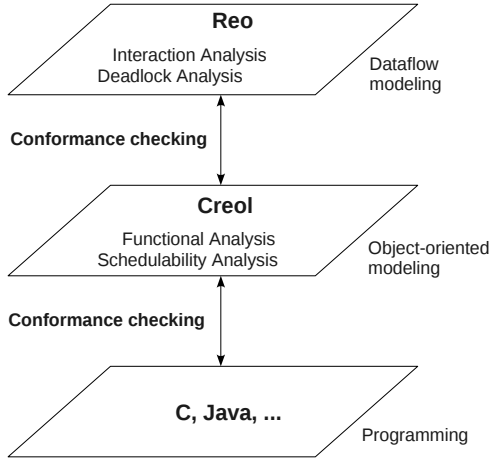 Reo
Interaction Analysis
Deadlock Analysis
Dataflow
modeling
Conformance checking
Creol
Functional Analysis
Schedulability Analysis
Object-oriented
modeling
Conformance checking
C, Java, ...
Programming